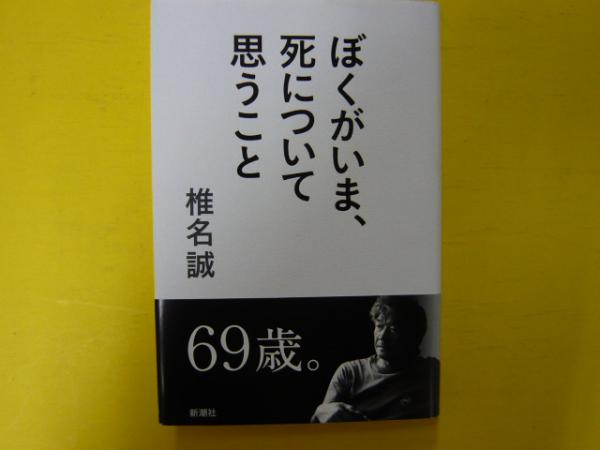 ぼくがいま、
死について
思うこと
椎名誠
69歳。
新潮社